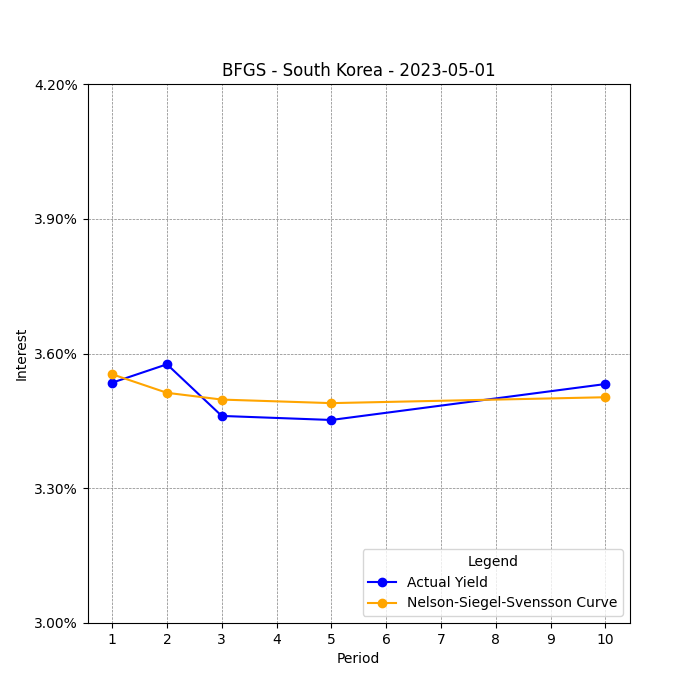 BFGS - South Korea - 2023-05-01
4.20%
3.90%
3.60%
3.30%
3.00%
Interest
1 2 3 4 5 6 7 8 9 10
Period
Legend
Actual Yield
Nelson-Siegel-Svensson Curve